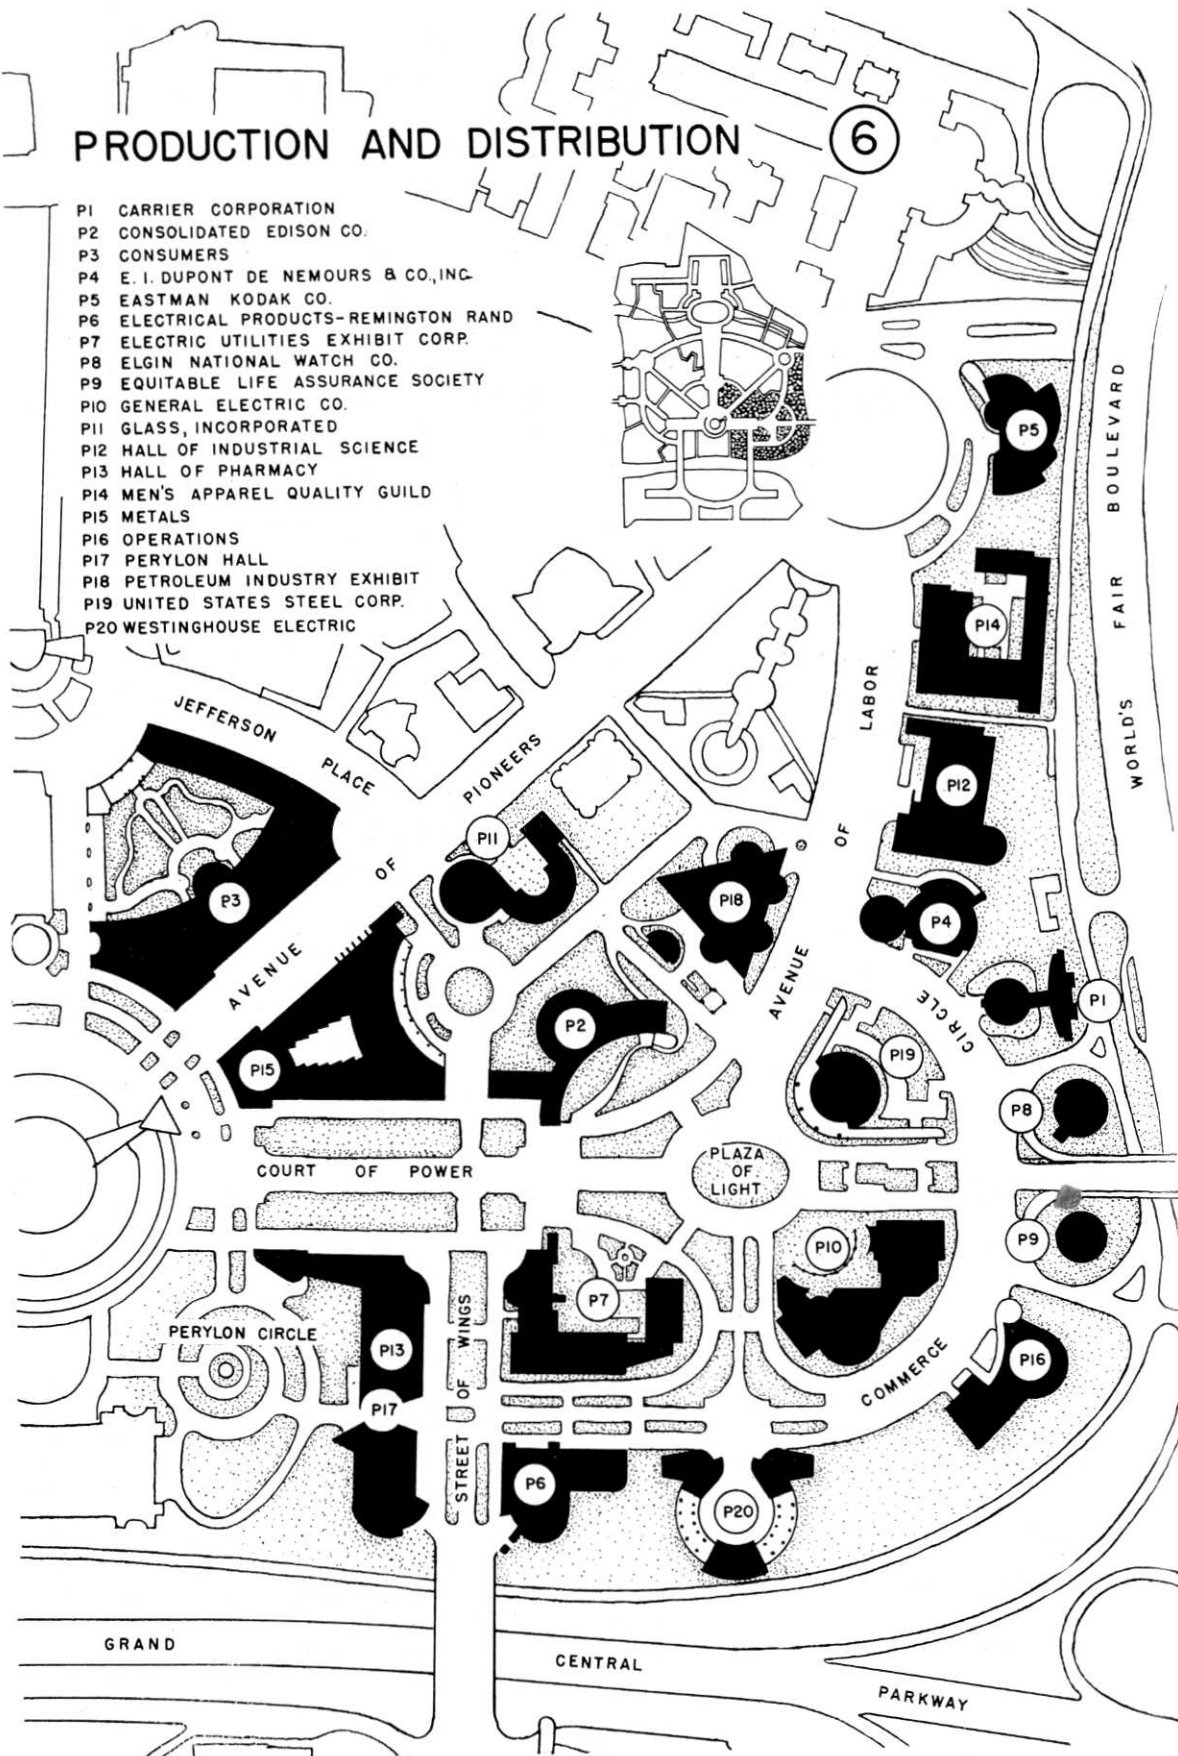 PRODUCTION AND DISTRIBUTION 6
P1 CARRIER CORPORATION
P2 CONSOLIDATED EDISON CO.
P3 CONSUMERS
P4 E. I. DUPONT DE NEMOURS & CO., INC.
P5 EASTMAN KODAK CO.
P6 ELECTRICAL PRODUCTS-REMINGTON RAND
P7 ELECTRIC UTILITIES EXHIBIT CORP.
P8 ELGIN NATIONAL WATCH CO.
P9 EQUITABLE LIFE ASSURANCE SOCIETY
P10 GENERAL ELECTRIC CO.
P11 GLASS, INCORPORATED
P12 HALL OF INDUSTRIAL SCIENCE
P13 HALL OF PHARMACY
P14 MEN'S APPAREL QUALITY GUILD
P15 METALS
P16 OPERATIONS
P17 PERYLON HALL
P18 PETROLEUM INDUSTRY EXHIBIT
P19 UNITED STATES STEEL CORP.
P20 WESTINGHOUSE ELECTRIC
P5
WORLD'S FAIR BOULEVARD
P14
JEFFERSON PLACE
AVENUE OF PIONEERS
AVENUE OF LABOR
P12
P11
P3
P18
P4
P1
P2
CIRCLE
P15
P19
P8
COURT OF POWER
PLAZA
OF
LIGHT
P9
P10
P7
PERYLON CIRCLE
P13
STREET OF WINGS
COMMERCE
P16
P17
P6
P20
GRAND CENTRAL PARKWAY